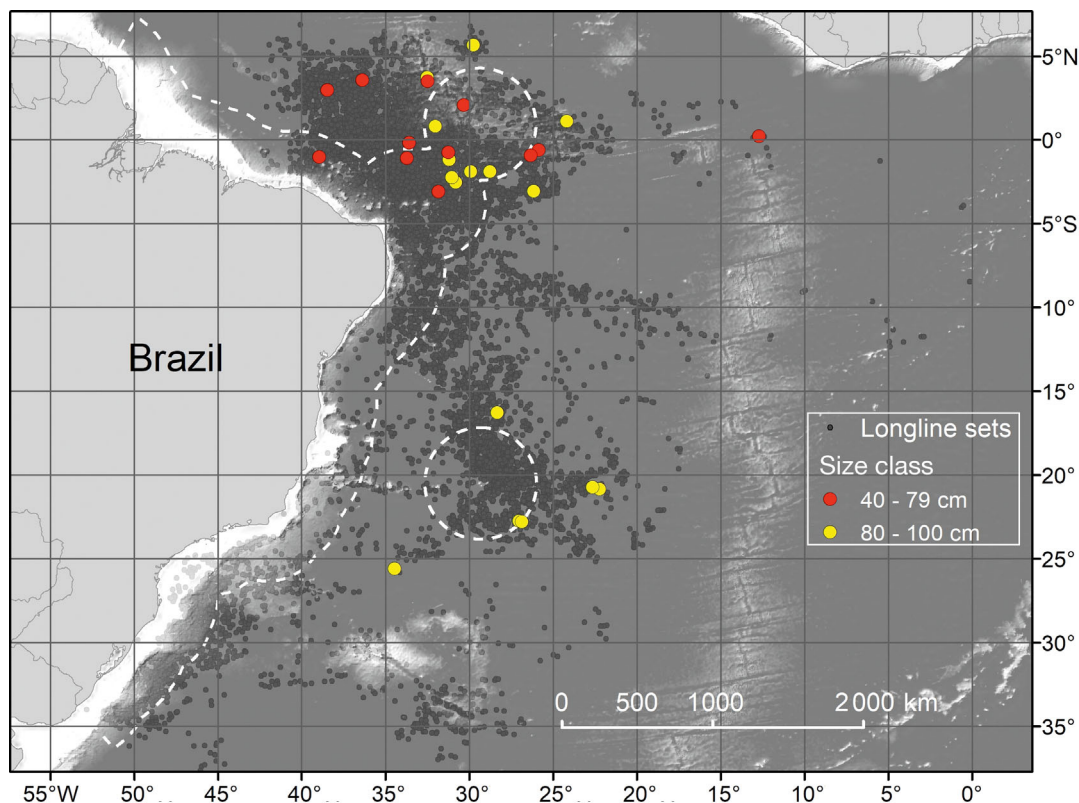 5°N
0°
5°S
10°
15°
20°
25°
30°
35°
Brazil
Longline sets
Size class
40 - 79 cm
80 - 100 cm
0 500 1000 2000 km
55°W 50° 45° 40° 35° 30° 25° 20° 15° 10° 5° 0°